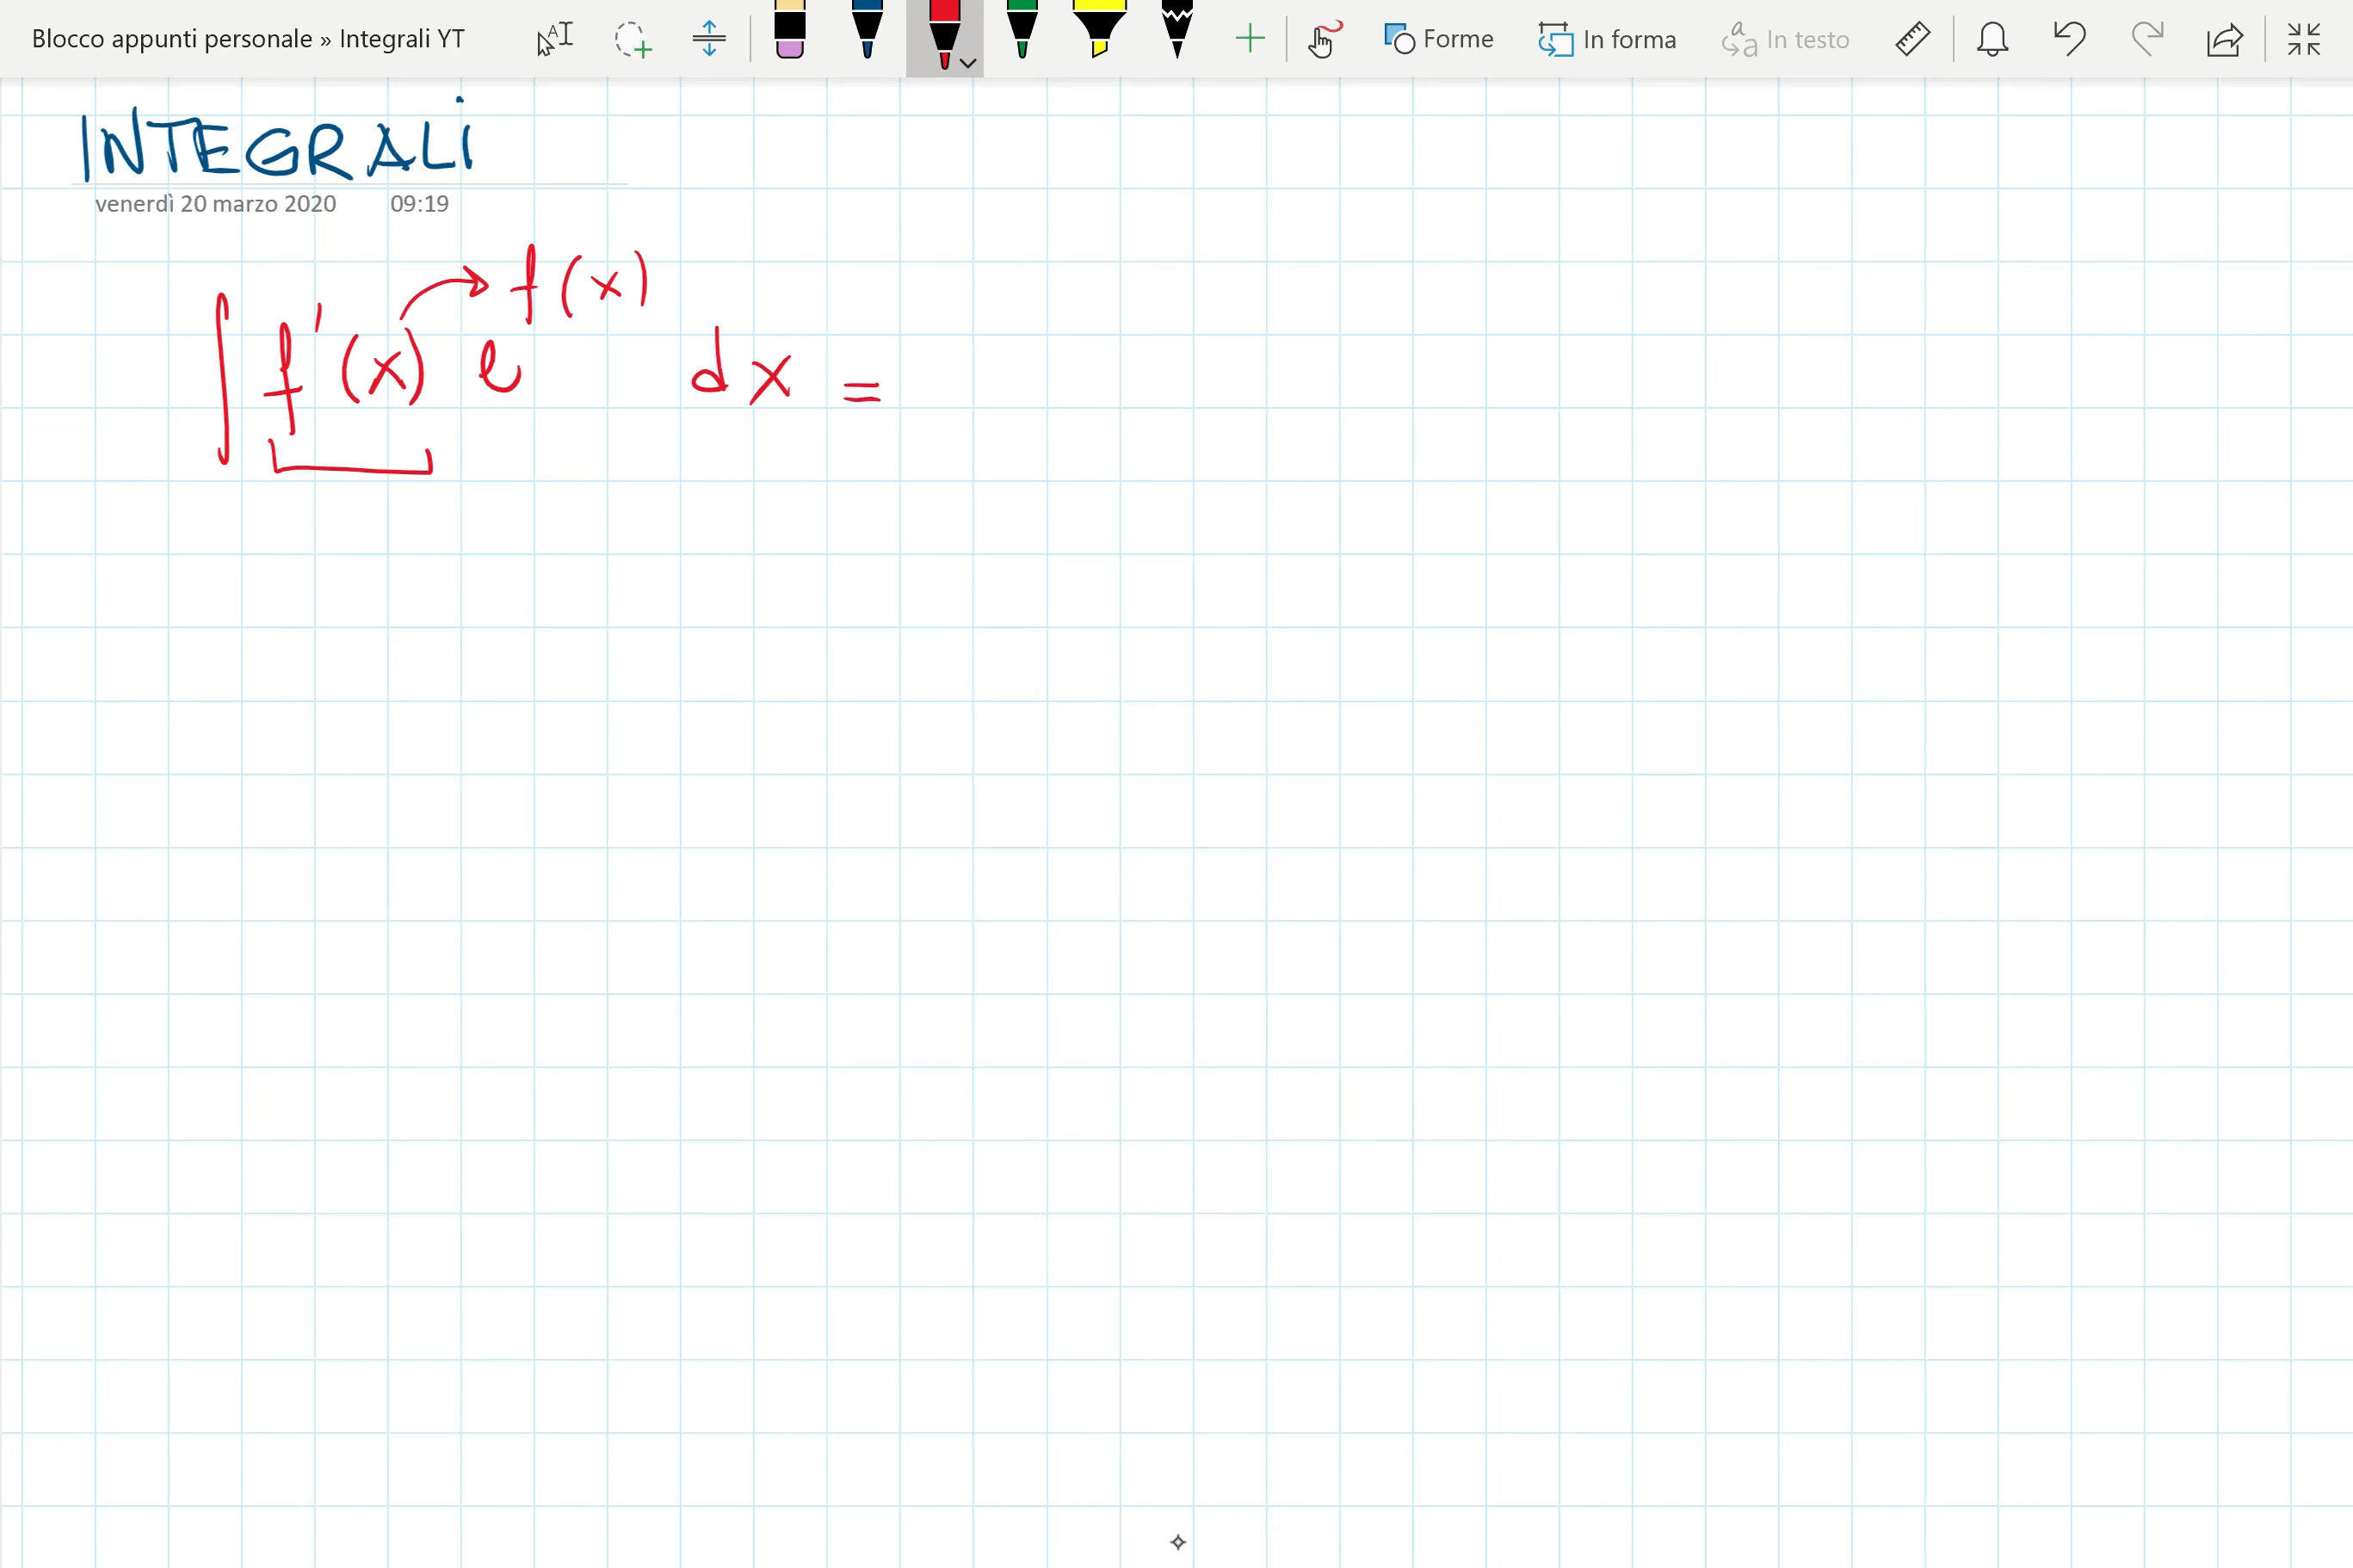 Blocco appunti personale » Integrali YT Forme In forma In testo
INTEGRALi
venerdì 20 marzo 2020 09:19
∫ f'(x) e^f(x) dx =